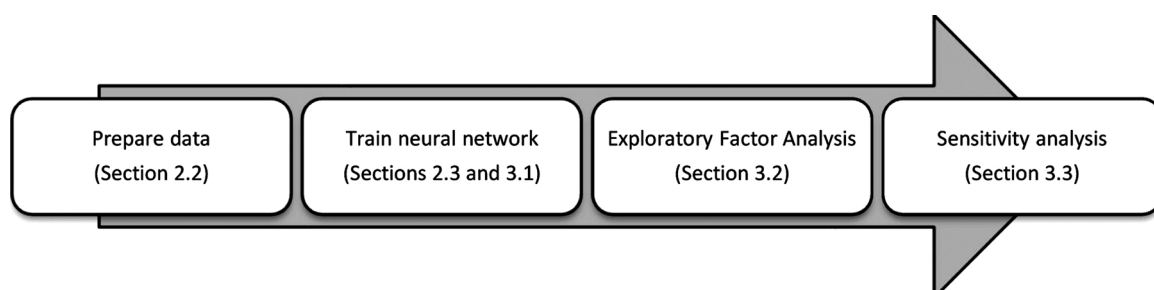 Prepare data
(Section 2.2)
Train neural network
(Sections 2.3 and 3.1)
Exploratory Factor Analysis
(Section 3.2)
Sensitivity analysis
(Section 3.3)